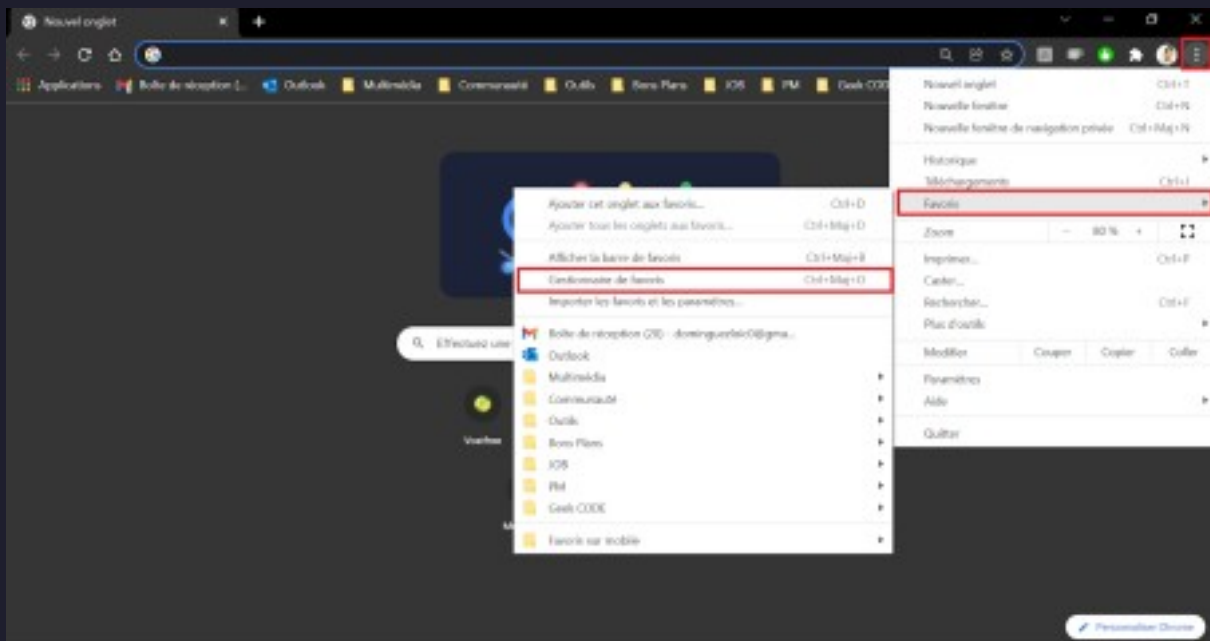 Nouvel onglet
Applications Boîte de réception (... Outlook Multimédia Communauté Outils Bons Plans JOB PM Geek CODE
Nouvel onglet Ctrl+T
Nouvelle fenêtre Ctrl+N
Nouvelle fenêtre de navigation privée Ctrl+Maj+N
Historique
Téléchargements Ctrl+J
Favoris
Zoom - 80 % +
Imprimer... Ctrl+P
Caster...
Rechercher... Ctrl+F
Plus d'outils
Modifier Couper Copier Coller
Paramètres
Aide
Quitter
Ajouter cet onglet aux favoris... Ctrl+D
Ajouter tous les onglets aux favoris... Ctrl+Maj+D
Afficher la barre de favoris Ctrl+Maj+B
Gestionnaire de favoris Ctrl+Maj+O
Importer les favoris et les paramètres...
Boîte de réception (20)
Outlook
Multimédia
Communauté
Outils
Bons Plans
JOB
PM
Geek CODE
Favoris sur mobile
Effectuez une
Personnaliser Chrome